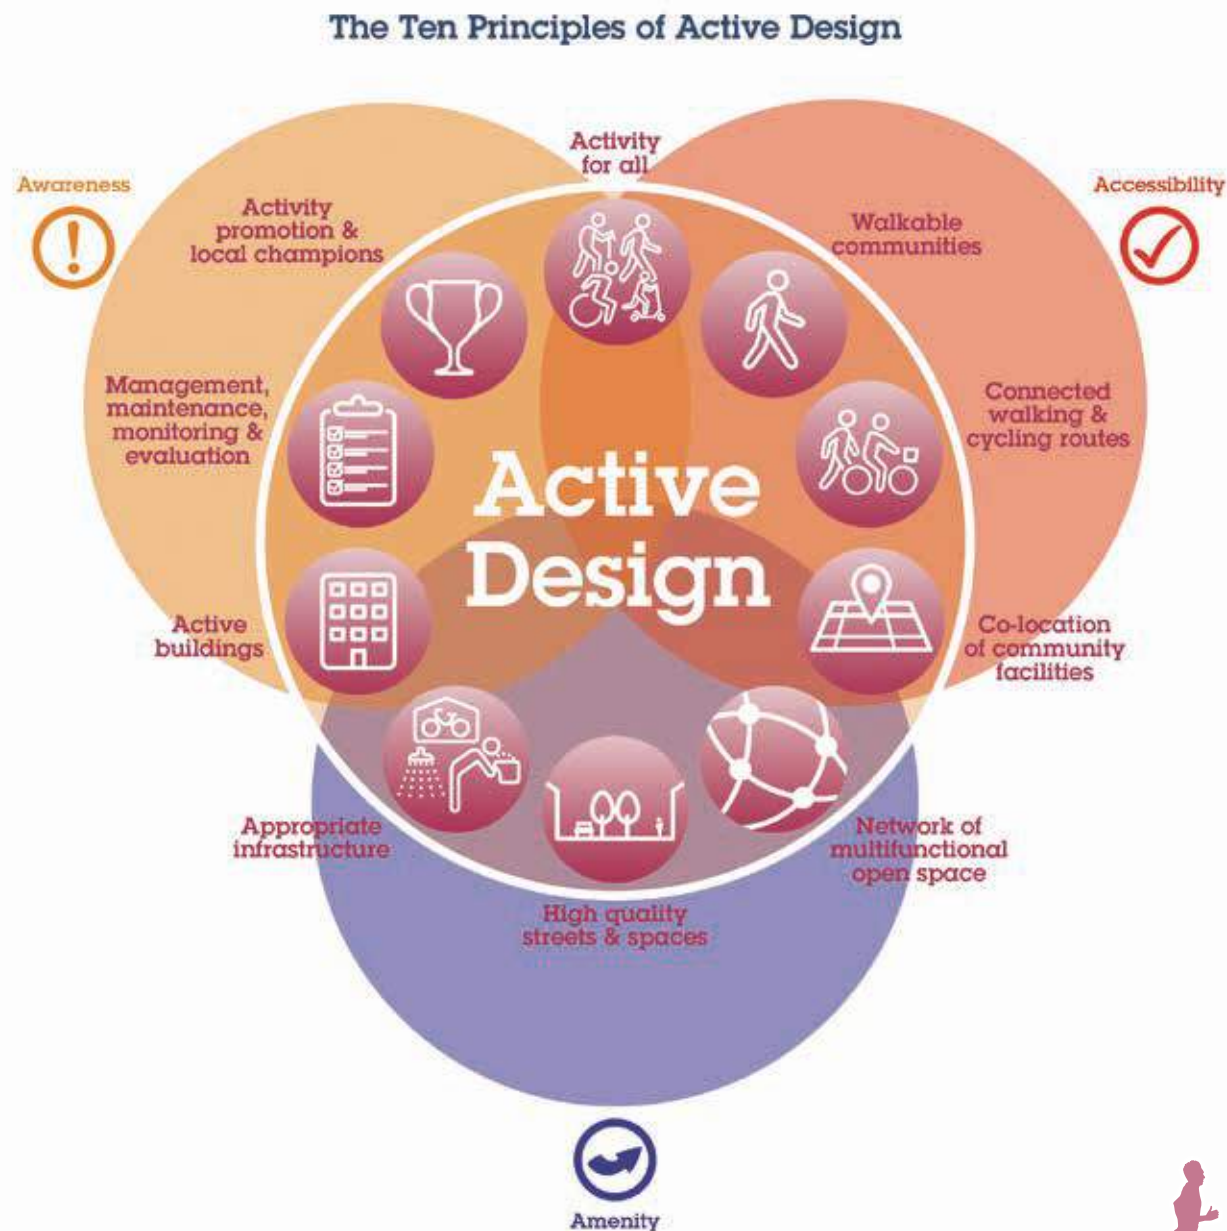 The Ten Principles of Active Design
Activity
for all
Awareness
Accessibility
Activity
promotion &
local champions
Walkable
communities
Management,
maintenance,
monitoring &
evaluation
Connected
walking &
cycling routes
Active
Design
Active
buildings
Co-location
of community
facilities
Appropriate
infrastructure
Network of
multifunctional
open space
High quality
streets & spaces
Amenity